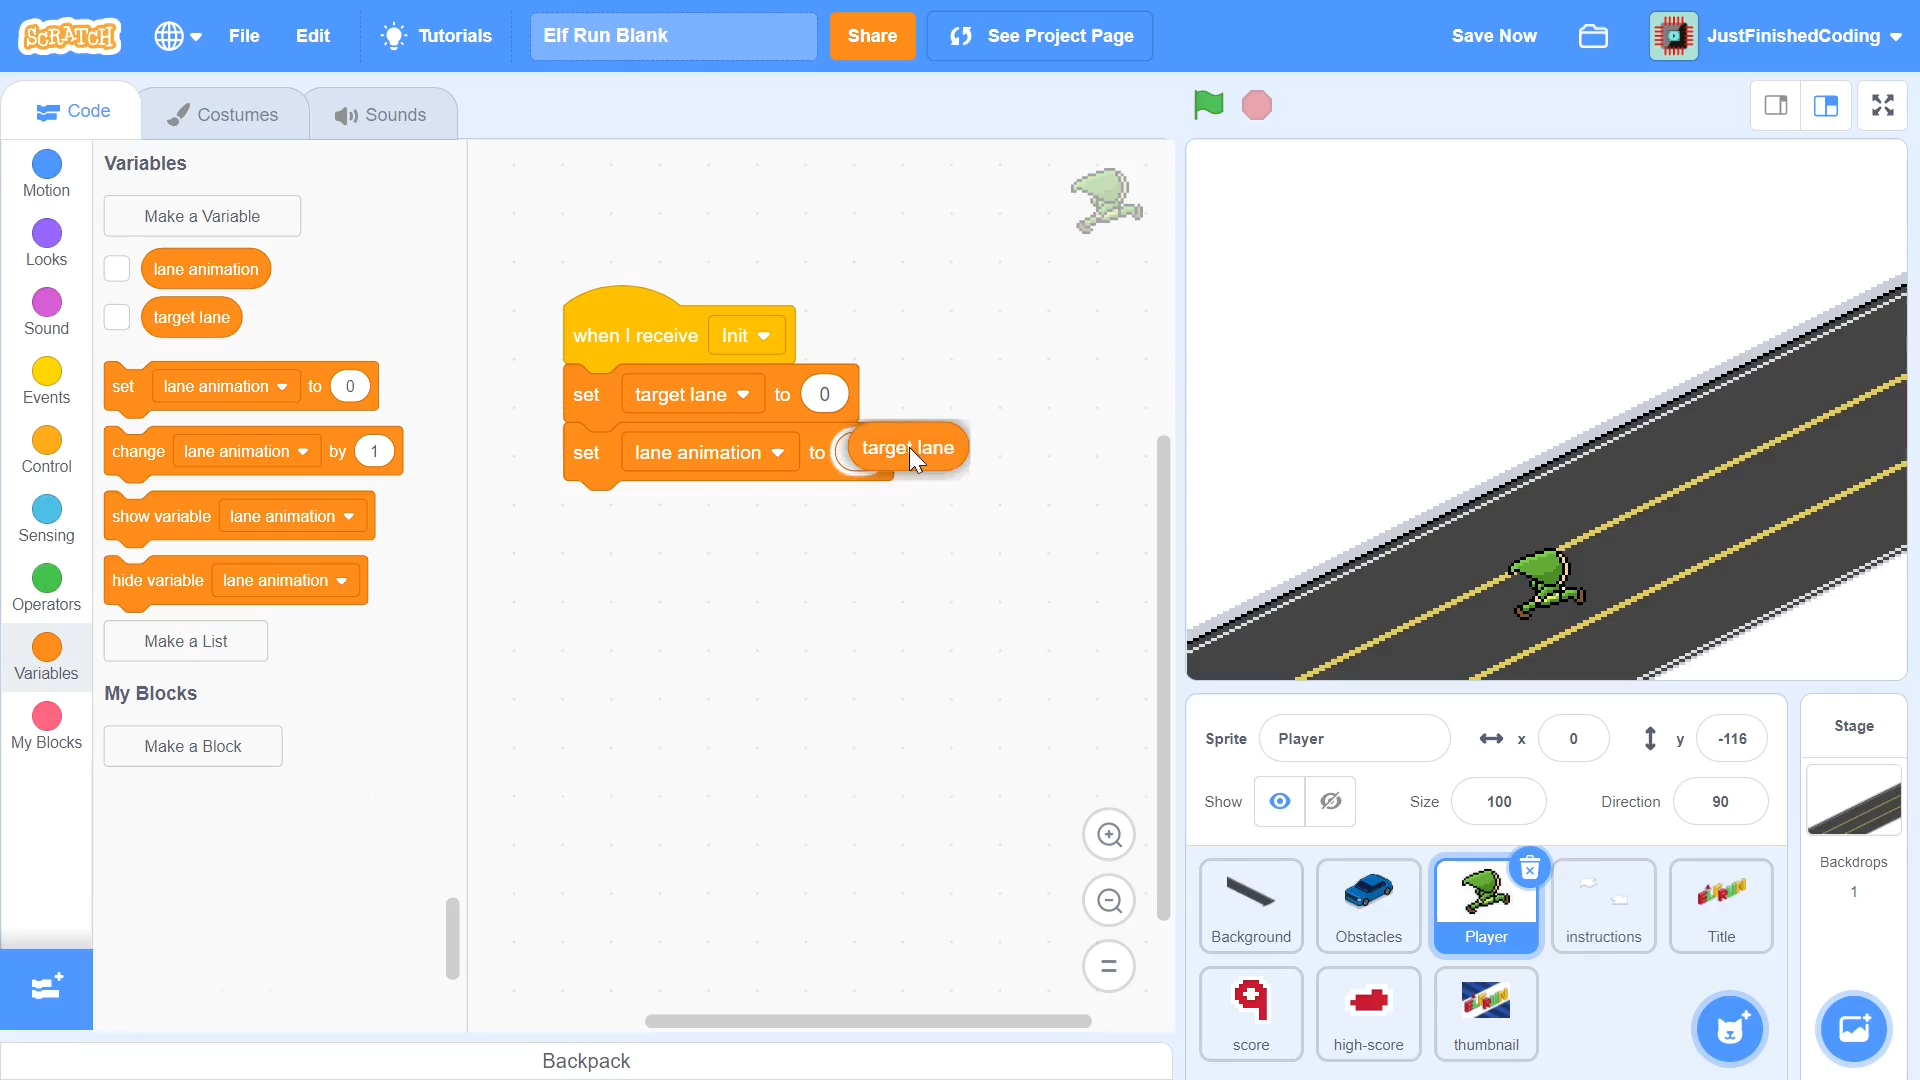 SCRATCH File Edit Tutorials Elf Run Blank Share See Project Page Save Now JustFinishedCoding
Code Costumes Sounds
Motion
Looks
Sound
Events
Control
Sensing
Operators
Variables
My Blocks
Variables
Make a Variable
lane animation
target lane
set lane animation to 0
change lane animation by 1
show variable lane animation
hide variable lane animation
Make a List
My Blocks
Make a Block
when I receive Init
set target lane to 0
set lane animation to target lane
Backpack
Sprite Player x 0 y -116
Show Size 100 Direction 90
Background Obstacles Player instructions Title
score high-score thumbnail
Stage
Backdrops
1